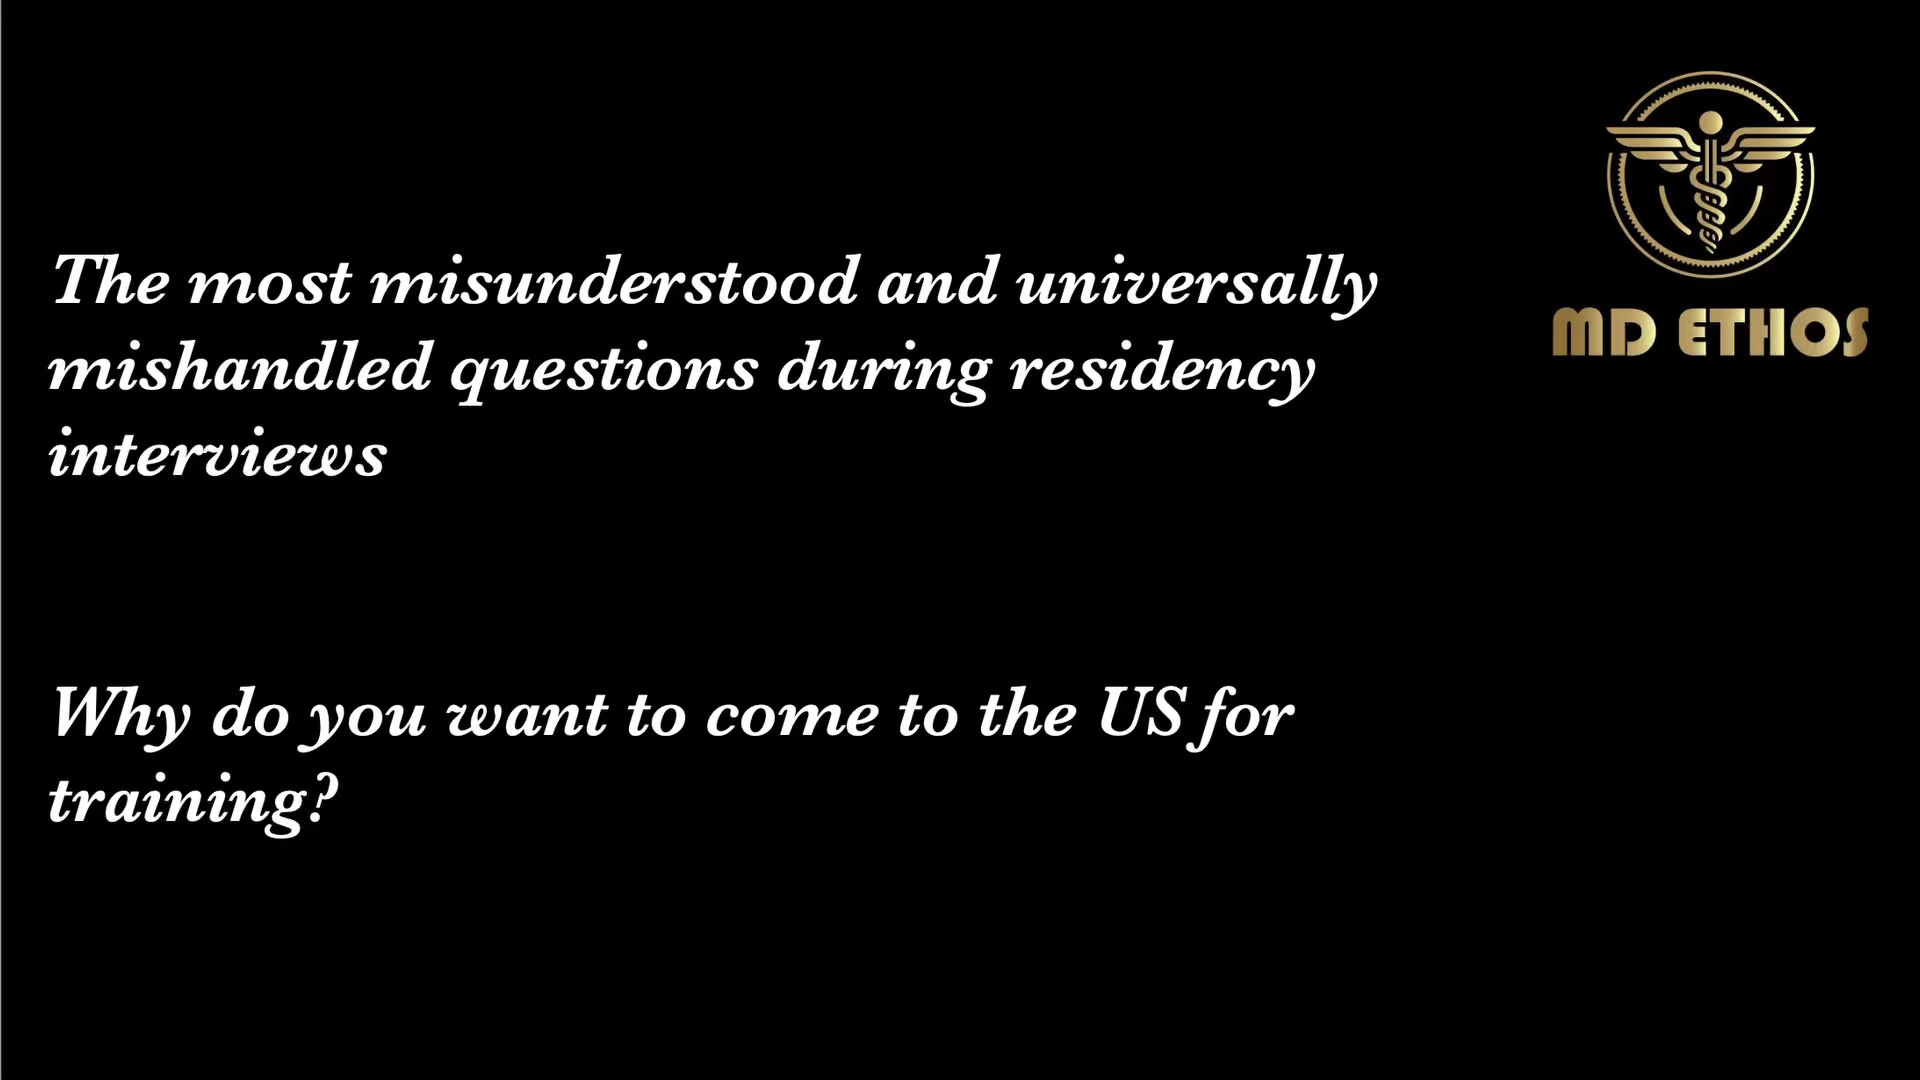 The most misunderstood and universally
mishandled questions during residency
interviews
MD ETHOS
Why do you want to come to the US for
training?